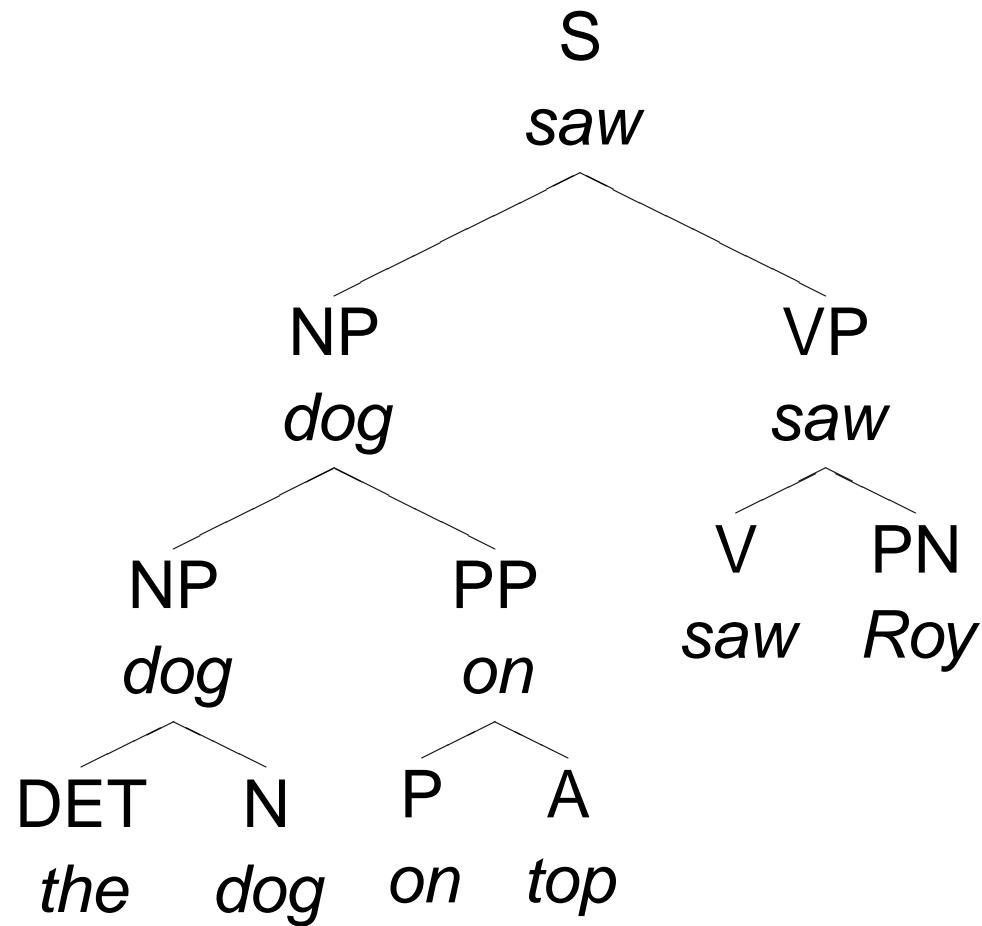 S
saw
NP VP
dog saw
V PN
saw Roy
NP PP
dog on
DET N P A
the dog on top